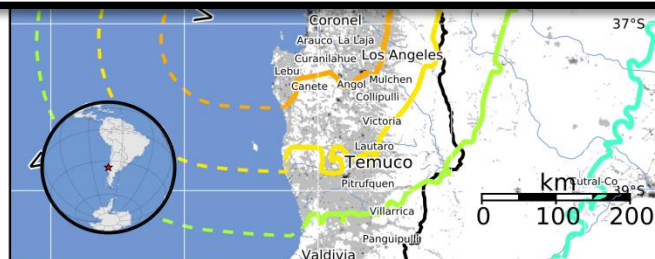 Coronel
37°S
Arauco La Laja
Curanilahue
Los Angeles
Lebu
Mulchen
Canete
Angol
Collipulli
Victoria
Lautaro
Temuco
Pitrufquen
km
39°S
Villarrica
0 100 200
Panguipulli
Valdivia